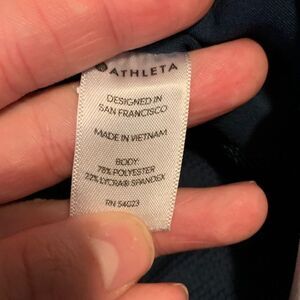 ATHLETA
DESIGNED IN
SAN FRANCISCO
MADE IN VIETNAM
BODY:
78% POLYESTER
22% LYCRA® SPANDEX
RN 54023